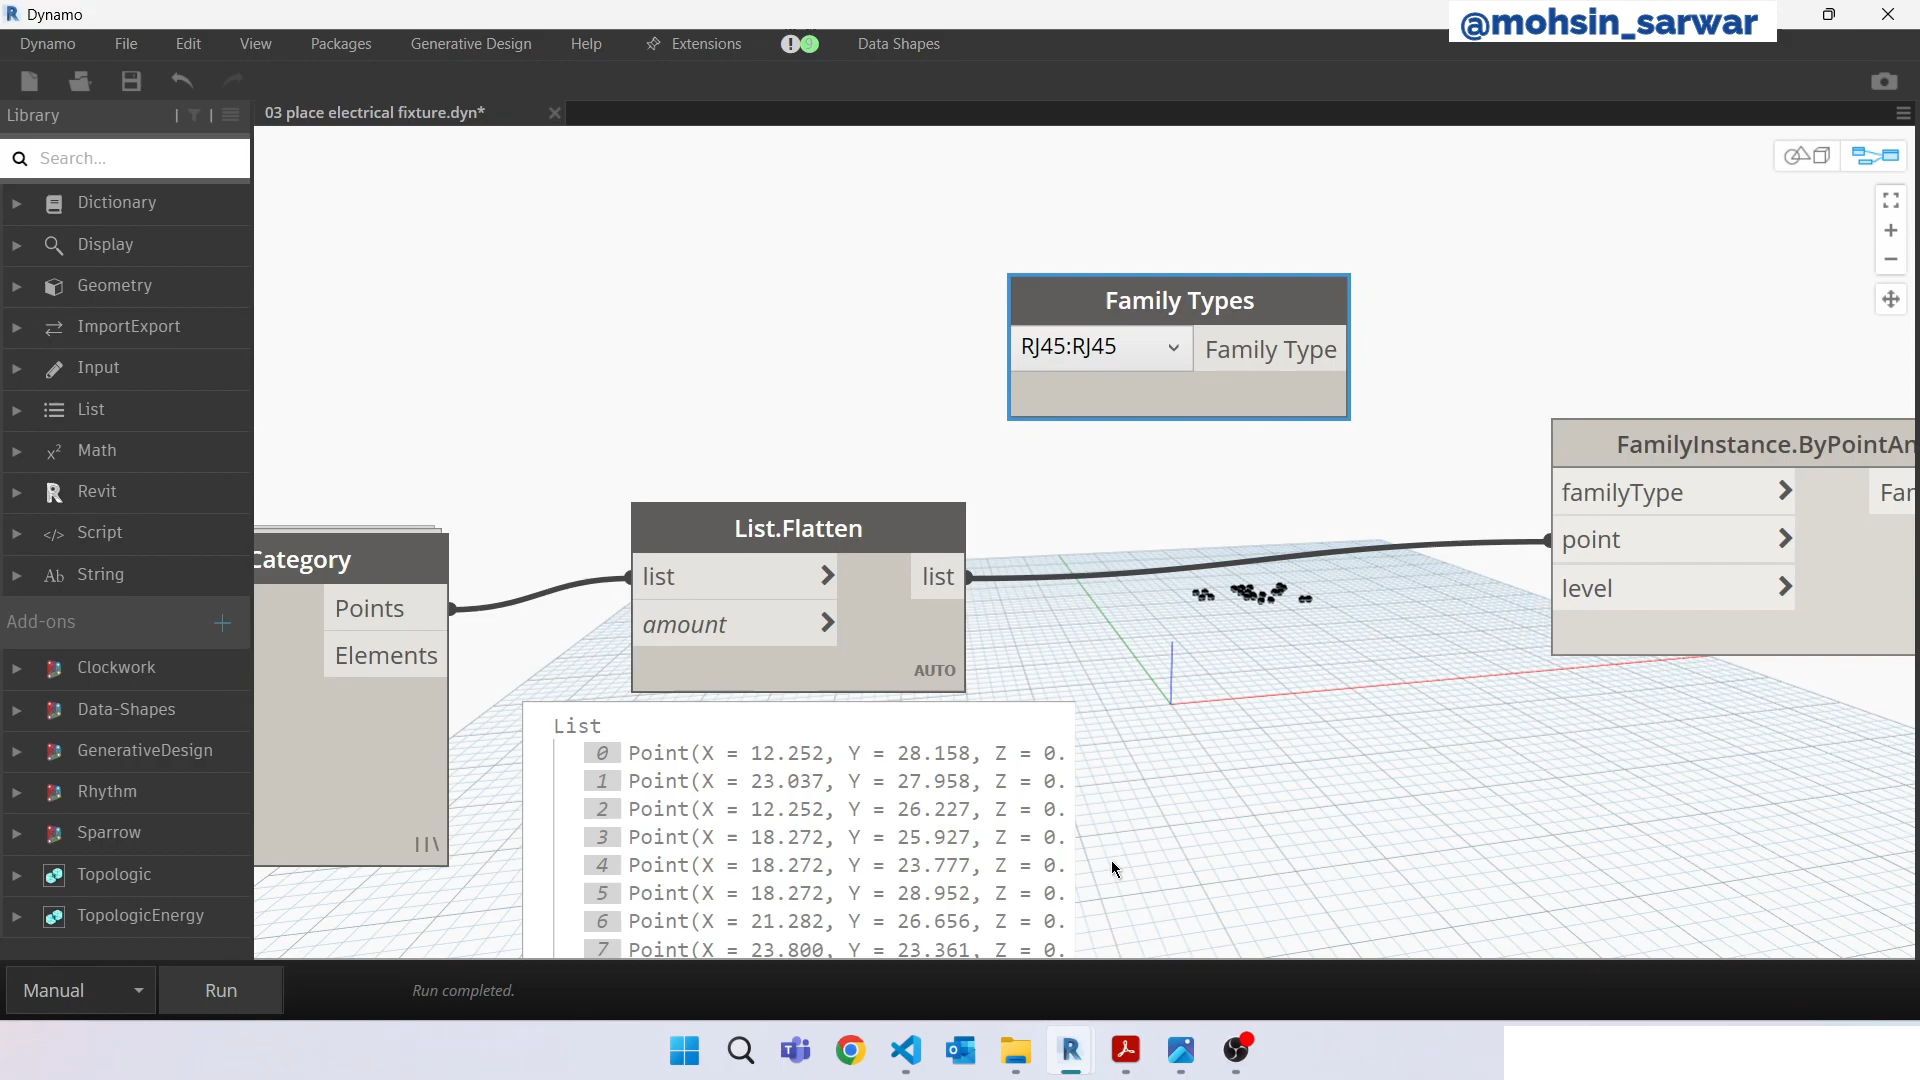 Dynamo
@mohsin_sarwar
Dynamo File Edit View Packages Generative Design Help Extensions ! 9 Data Shapes
Library
03 place electrical fixture.dyn*
Search...
Dictionary
Display
Geometry
ImportExport
Input
List
Math
Revit
Script
String
Add-ons
Clockwork
Data-Shapes
GenerativeDesign
Rhythm
Sparrow
Topologic
TopologicEnergy
Category
Points
Elements
List.Flatten
list > list
amount >
AUTO
List
0 Point(X = 12.252, Y = 28.158, Z = 0.
1 Point(X = 23.037, Y = 27.958, Z = 0.
2 Point(X = 12.252, Y = 26.227, Z = 0.
3 Point(X = 18.272, Y = 25.927, Z = 0.
4 Point(X = 18.272, Y = 23.777, Z = 0.
5 Point(X = 18.272, Y = 28.952, Z = 0.
6 Point(X = 21.282, Y = 26.656, Z = 0.
7 Point(X = 23.800, Y = 23.361, Z = 0.
Family Types
RJ45:RJ45 Family Type
FamilyInstance.ByPointAn
familyType > Far
point >
level >
Manual Run Run completed.